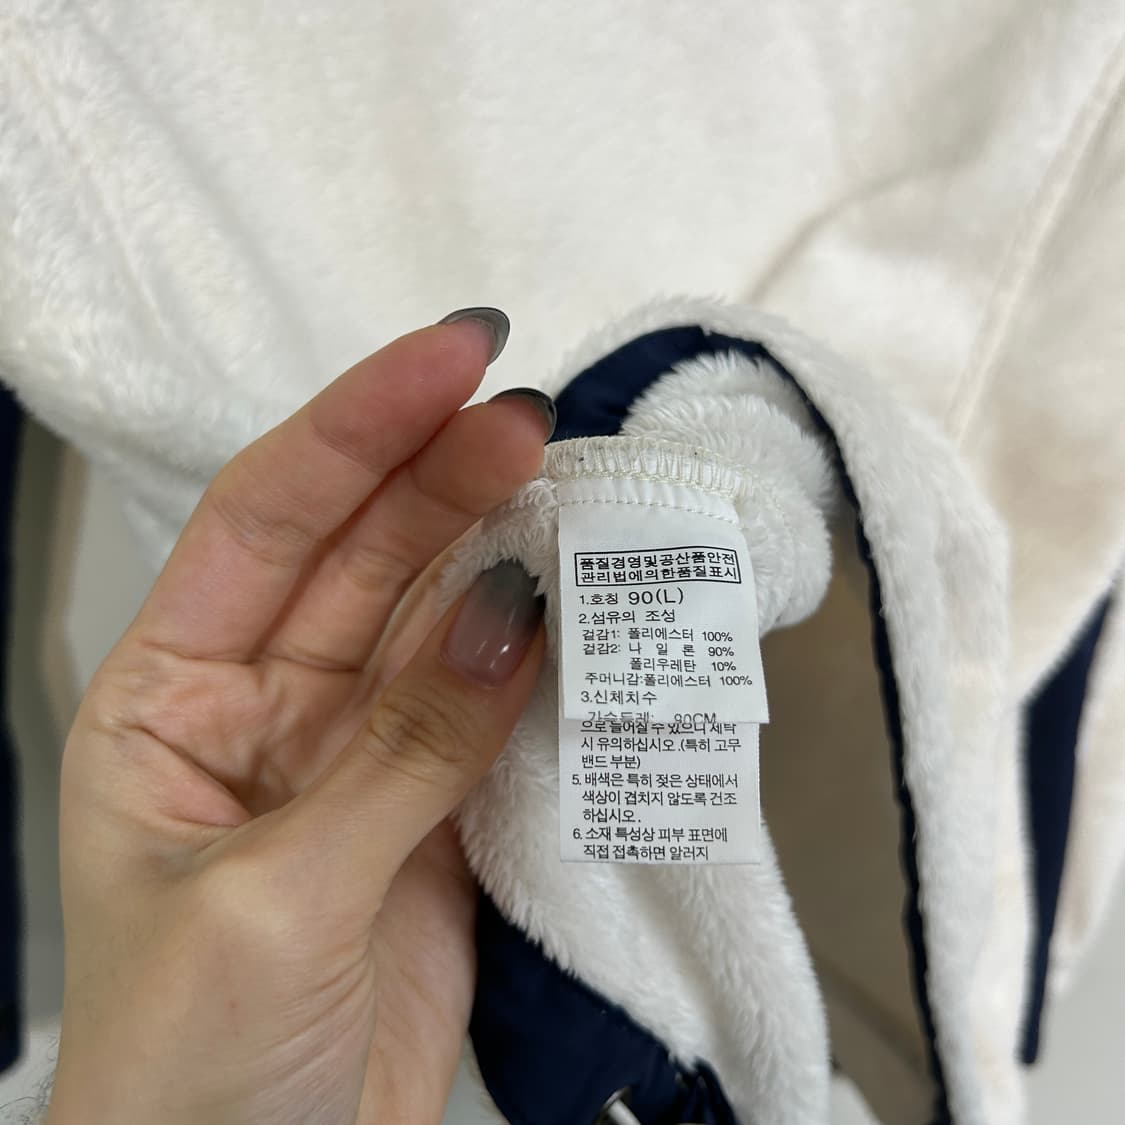 품질경영및공산품안전
관리법에의한품질표시
1.호칭 90(L)
2.섬유의 조성
겉감1: 폴리에스터 100%
겉감2: 나 일 론 90%
폴리우레탄 10%
주머니감:폴리에스터 100%
3.신체치수
가슴둘레: 90CM
으로 늘어질 수 있으니 세탁
시 유의하십시오.(특히 고무
밴드 부분)
5. 배색은 특히 젖은 상태에서
색상이 겹치지 않도록 건조
하십시오.
6. 소재 특성상 피부 표면에
직접 접촉하면 알러지